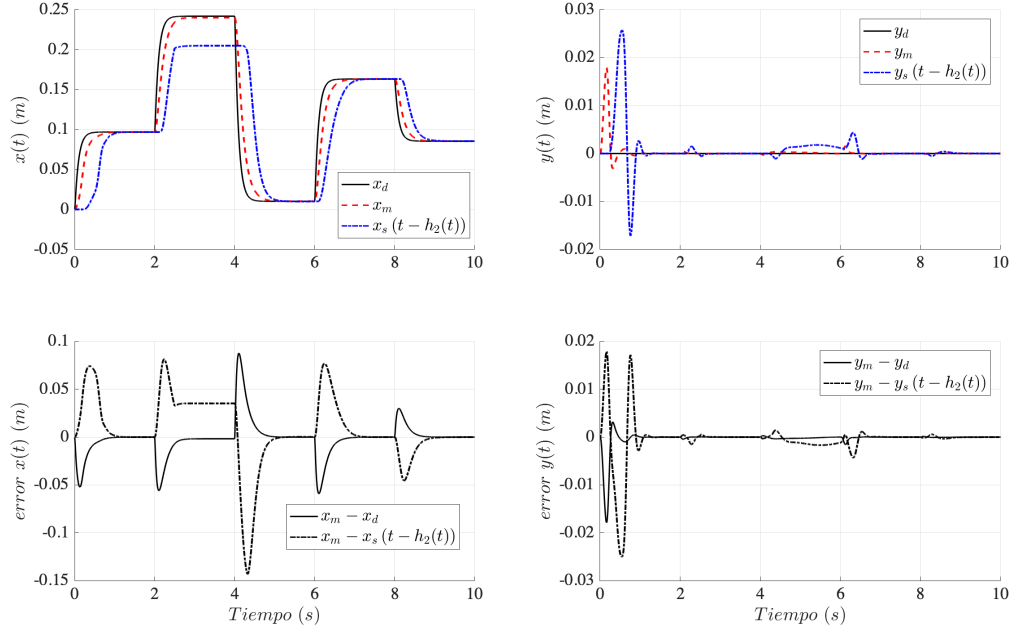 0.25
0.2
0.15
0.1
0.05
0
-0.05
x(t) (m)
0 2 4 6 8 10
x_d
x_m
x_s (t − h_2(t))
0.03
0.02
0.01
0
-0.01
-0.02
y(t) (m)
0 2 4 6 8 10
y_d
y_m
y_s (t − h_2(t))
0.1
0.05
0
-0.05
-0.1
-0.15
error x(t) (m)
0 2 4 6 8 10
Tiempo (s)
x_m − x_d
x_m − x_s (t − h_2(t))
0.02
0.01
0
-0.01
-0.02
-0.03
error y(t) (m)
0 2 4 6 8 10
Tiempo (s)
y_m − y_d
y_m − y_s (t − h_2(t))